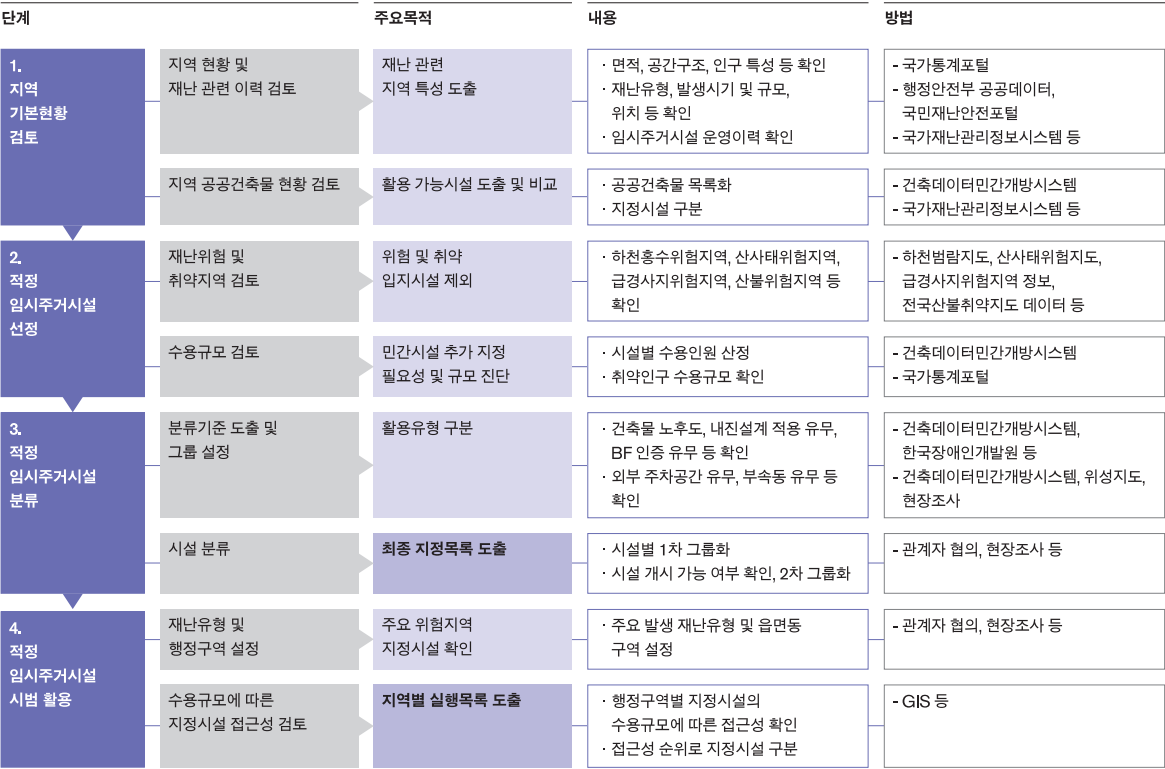 단계
주요목적
내용
방법
1.
지역
기본현황
검토
지역 현황 및
재난 관련 이력 검토
재난 관련
지역 특성 도출
· 면적, 공간구조, 인구 특성 등 확인
· 재난유형, 발생시기 및 규모,
위치 등 확인
· 임시주거시설 운영이력 확인
- 국가통계포털
- 행정안전부 공공데이터,
국민재난안전포털
- 국가재난관리정보시스템 등
지역 공공건축물 현황 검토
활용 가능시설 도출 및 비교
· 공공건축물 목록화
· 지정시설 구분
- 건축데이터민간개방시스템
- 국가재난관리정보시스템 등
2.
적정
임시주거시설
선정
재난위험 및
취약지역 검토
위험 및 취약
입지시설 제외
· 하천홍수위험지역, 산사태위험지역,
급경사지위험지역, 산불위험지역 등
확인
- 하천범람지도, 산사태위험지도,
급경사지위험지역 정보,
전국산불취약지도 데이터 등
수용규모 검토
민간시설 추가 지정
필요성 및 규모 진단
· 시설별 수용인원 산정
· 취약인구 수용규모 확인
- 건축데이터민간개방시스템
- 국가통계포털
3.
적정
임시주거시설
분류
분류기준 도출 및
그룹 설정
활용유형 구분
· 건축물 노후도, 내진설계 적용 유무,
BF 인증 유무 등 확인
· 외부 주차공간 유무, 부속동 유무 등
확인
- 건축데이터민간개방시스템,
한국장애인개발원 등
- 건축데이터민간개방시스템, 위성지도,
현장조사
시설 분류
최종 지정목록 도출
· 시설별 1차 그룹화
· 시설 개시 가능 여부 확인, 2차 그룹화
- 관계자 협의, 현장조사 등
4.
적정
임시주거시설
시범 활용
재난유형 및
행정구역 설정
주요 위험지역
지정시설 확인
· 주요 발생 재난유형 및 읍면동
구역 설정
- 관계자 협의, 현장조사 등
수용규모에 따른
지정시설 접근성 검토
지역별 실행목록 도출
· 행정구역별 지정시설의
수용규모에 따른 접근성 확인
· 접근성 순위로 지정시설 구분
- GIS 등